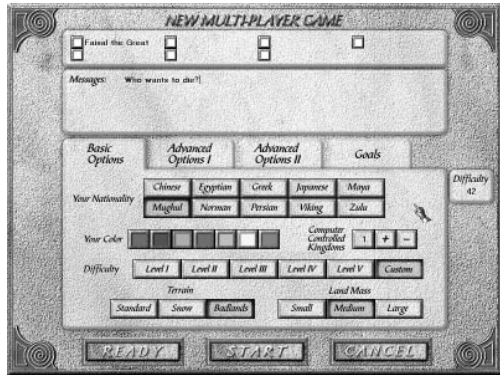 NEW MULTI-PLAYER GAME
Faisal the Great
Messages: Who wants to die?
Basic Options
Advanced Options I
Advanced Options II
Goals
Difficulty
42
Your Nationality
Chinese Egyptian Greek Japanese Maya
Mughul Norman Persian Viking Zulu
Your Color
Computer Controlled Kingdoms 1 + -
Difficulty Level I Level II Level III Level IV Level V Custom
Terrain Land Mass
Standard Snow Badlands Small Medium Large
READY START CANCEL